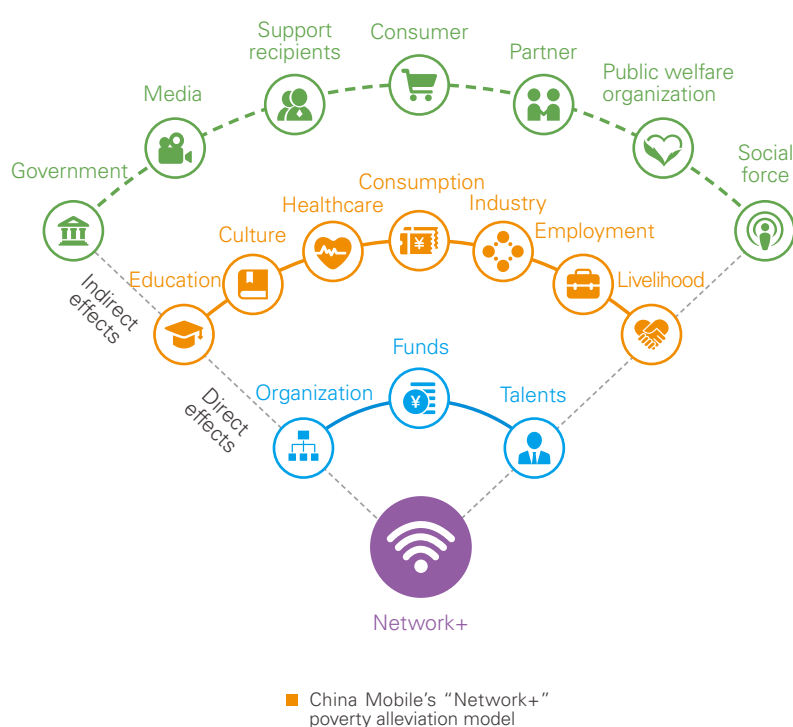 Support
recipients
Consumer
Partner
Media
Public welfare
organization
Government
Social
force
Consumption
Healthcare
Industry
Culture
Employment
Education
Livelihood
¥
Indirect
effects
Funds
Organization
Talents
¥
Direct
effects
Network+
China Mobile's “Network+”
poverty alleviation model